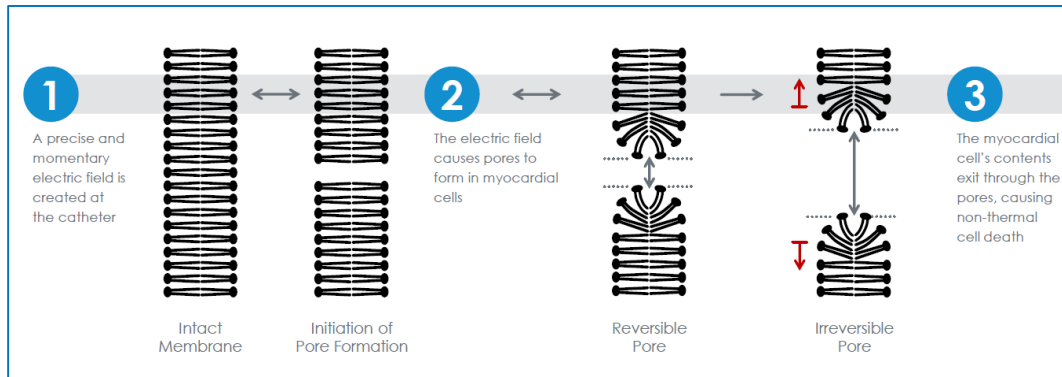 1
A precise and
momentary
electric field is
created at
the catheter
Intact
Membrane
Initiation of
Pore Formation
2
The electric field
causes pores to
form in myocardial
cells
Reversible
Pore
Irreversible
Pore
3
The myocardial
cell's contents
exit through the
pores, causing
non-thermal
cell death